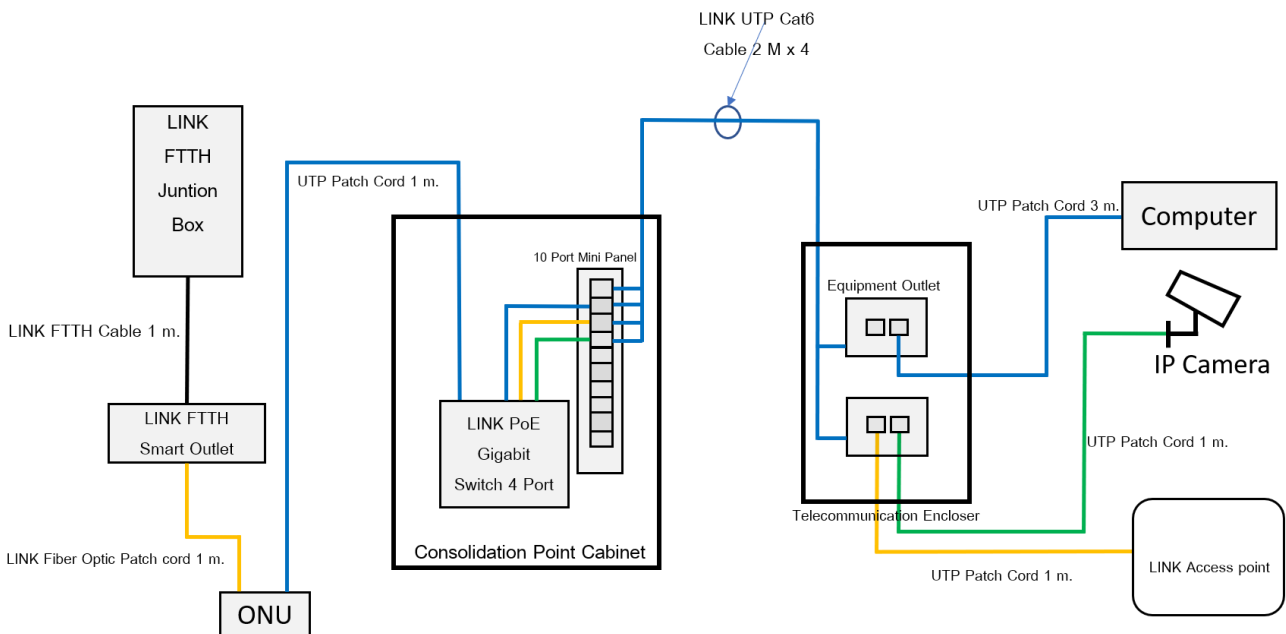 LINK UTP Cat6
Cable 2 M x 4
LINK
FTTH
Juntion
Box
UTP Patch Cord 1 m.
UTP Patch Cord 3 m.
Computer
10 Port Mini Panel
Equipment Outlet
LINK FTTH Cable 1 m.
IP Camera
LINK FTTH
Smart Outlet
LINK PoE
Gigabit
Switch 4 Port
UTP Patch Cord 1 m.
Telecommunication Encloser
Consolidation Point Cabinet
LINK Fiber Optic Patch cord 1 m.
LINK Access point
UTP Patch Cord 1 m.
ONU